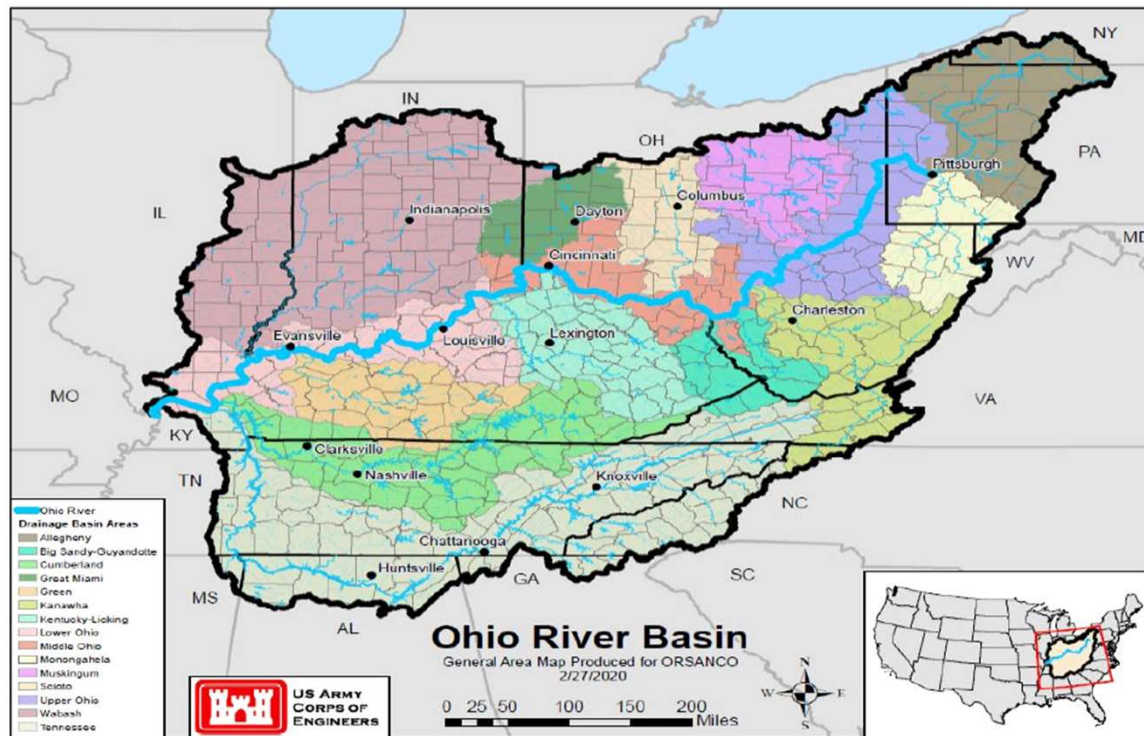 NY
IN
OH
PA
Pittsburgh
Columbus
IL
Indianapolis
Dayton
MD
Cincinnati
WV
Charleston
Evansville
Louisville
Lexington
MO
VA
KY
Clarksville
TN
Nashville
Knoxville
NC
Chattanooga
Huntsville
GA
SC
MS
AL
Ohio River
Drainage Basin Areas
Allegheny
Big Sandy-Guyandotte
Cumberland
Great Miami
Green
Kanawha
Kentucky-Licking
Lower Ohio
Middle Ohio
Monongahela
Muskingum
Scioto
Upper Ohio
Wabash
Tennessee
US ARMY
CORPS OF
ENGINEERS
Ohio River Basin
General Area Map Produced for ORSANCO
2/27/2020
0 25 50 100 150 200
Miles
N
W E
S